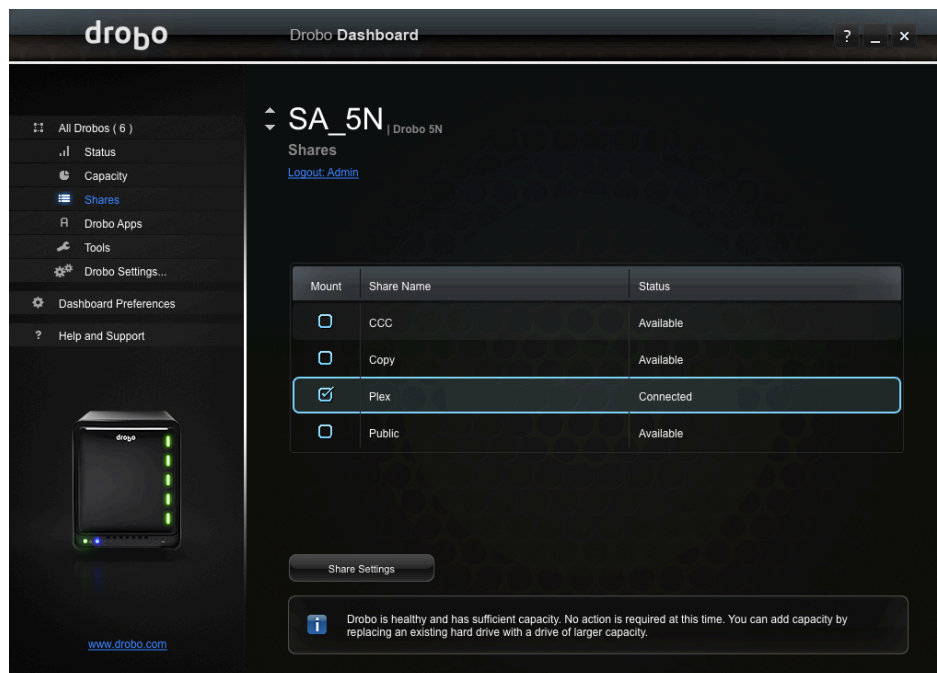 drobo
Drobo Dashboard
? _ ×
All Drobos ( 6 )
Status
Capacity
Shares
Drobo Apps
Tools
Drobo Settings...
Dashboard Preferences
? Help and Support
drobo
www.drobo.com
SA_5N | Drobo 5N
Shares
Logout: Admin
Mount Share Name Status
CCC Available
Copy Available
Plex Connected
Public Available
Share Settings
i
Drobo is healthy and has sufficient capacity. No action is required at this time. You can add capacity by
replacing an existing hard drive with a drive of larger capacity.